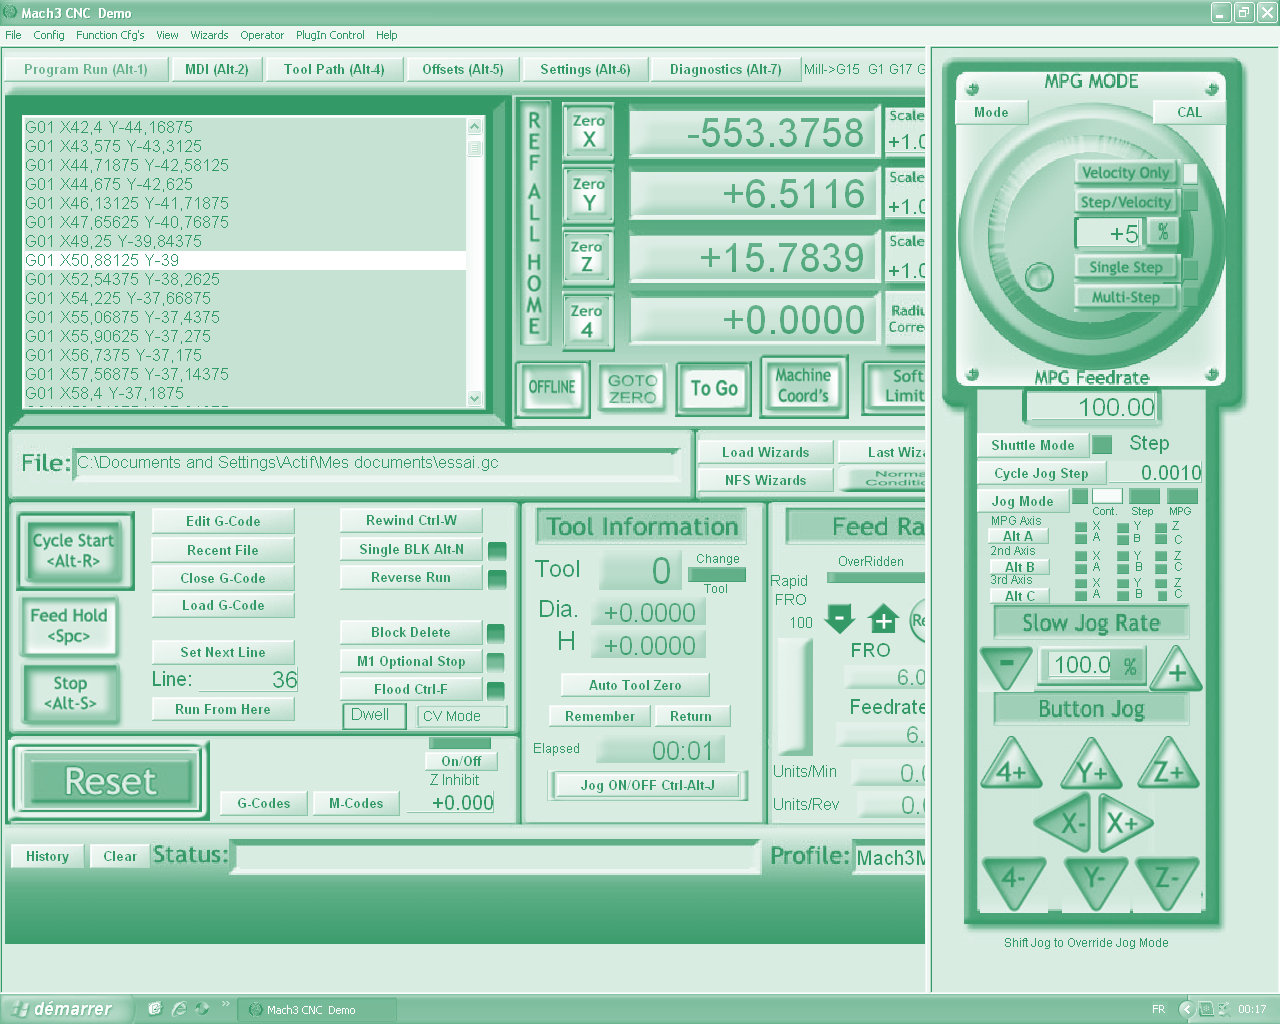 Mach3 CNC Demo
File Config Function Cfg's View Wizards Operator PlugIn Control Help
Program Run (Alt-1) MDI (Alt-2) Tool Path (Alt-4) Offsets (Alt-5) Settings (Alt-6) Diagnostics (Alt-7) Mill->G15 G1 G17 G
G01 X42,4 Y-44,16875
G01 X43,575 Y-43,3125
G01 X44,71875 Y-42,58125
G01 X44,675 Y-42,625
G01 X46,13125 Y-41,71875
G01 X47,65625 Y-40,76875
G01 X49,25 Y-39,84375
G01 X50,88125 Y-39
G01 X52,54375 Y-38,2625
G01 X54,225 Y-37,66875
G01 X55,06875 Y-37,4375
G01 X55,90625 Y-37,275
G01 X56,7375 Y-37,175
G01 X57,56875 Y-37,14375
G01 X58,4 Y-37,1875
REF ALL HOME
Zero X -553.3758 Scale +1.0
Zero Y +6.5116 Scale +1.0
Zero Z +15.7839 Scale +1.0
Zero 4 +0.0000 Radiu Corre
OFFLINE GOTO ZERO To Go Machine Coord's Soft Limit
File: C:\Documents and Settings\Actif\Mes documents\essai.gc
Load Wizards Last Wiza
NFS Wizards Norma Conditio
Cycle Start <Alt-R>
Feed Hold <Spc>
Stop <Alt-S>
Edit G-Code
Recent File
Close G-Code
Load G-Code
Set Next Line
Line: 36
Run From Here
Rewind Ctrl-W
Single BLK Alt-N
Reverse Run
Block Delete
M1 Optional Stop
Flood Ctrl-F
Dwell CV Mode
Reset
G-Codes M-Codes
On/Off
Z Inhibit
+0.000
Tool Information
Tool 0 Change Tool
Dia. +0.0000
H +0.0000
Auto Tool Zero
Remember Return
Elapsed 00:01
Jog ON/OFF Ctrl-Alt-J
Feed Ra
OverRidden
Rapid FRO
100
Re
FRO
6.0
Feedrate
6.
Units/Min 0.0
Units/Rev 0.0
History Clear Status:
Profile: Mach3M
MPG MODE
Mode CAL
Velocity Only
Step/Velocity
+5 %
Single Step
Multi-Step
MPG Feedrate
100.00
Shuttle Mode Step
Cycle Jog Step 0.0010
Jog Mode Cont. Step MPG
MPG Axis X Y Z
Alt A A B C
2nd Axis X Y Z
Alt B A B C
3rd Axis X Y Z
Alt C A B C
Slow Jog Rate
- 100.0 % +
Button Jog
4+ Y+ Z+
X- X+
4- Y- Z-
Shift Jog to Override Jog Mode
démarrer Mach3 CNC Demo FR 00:17